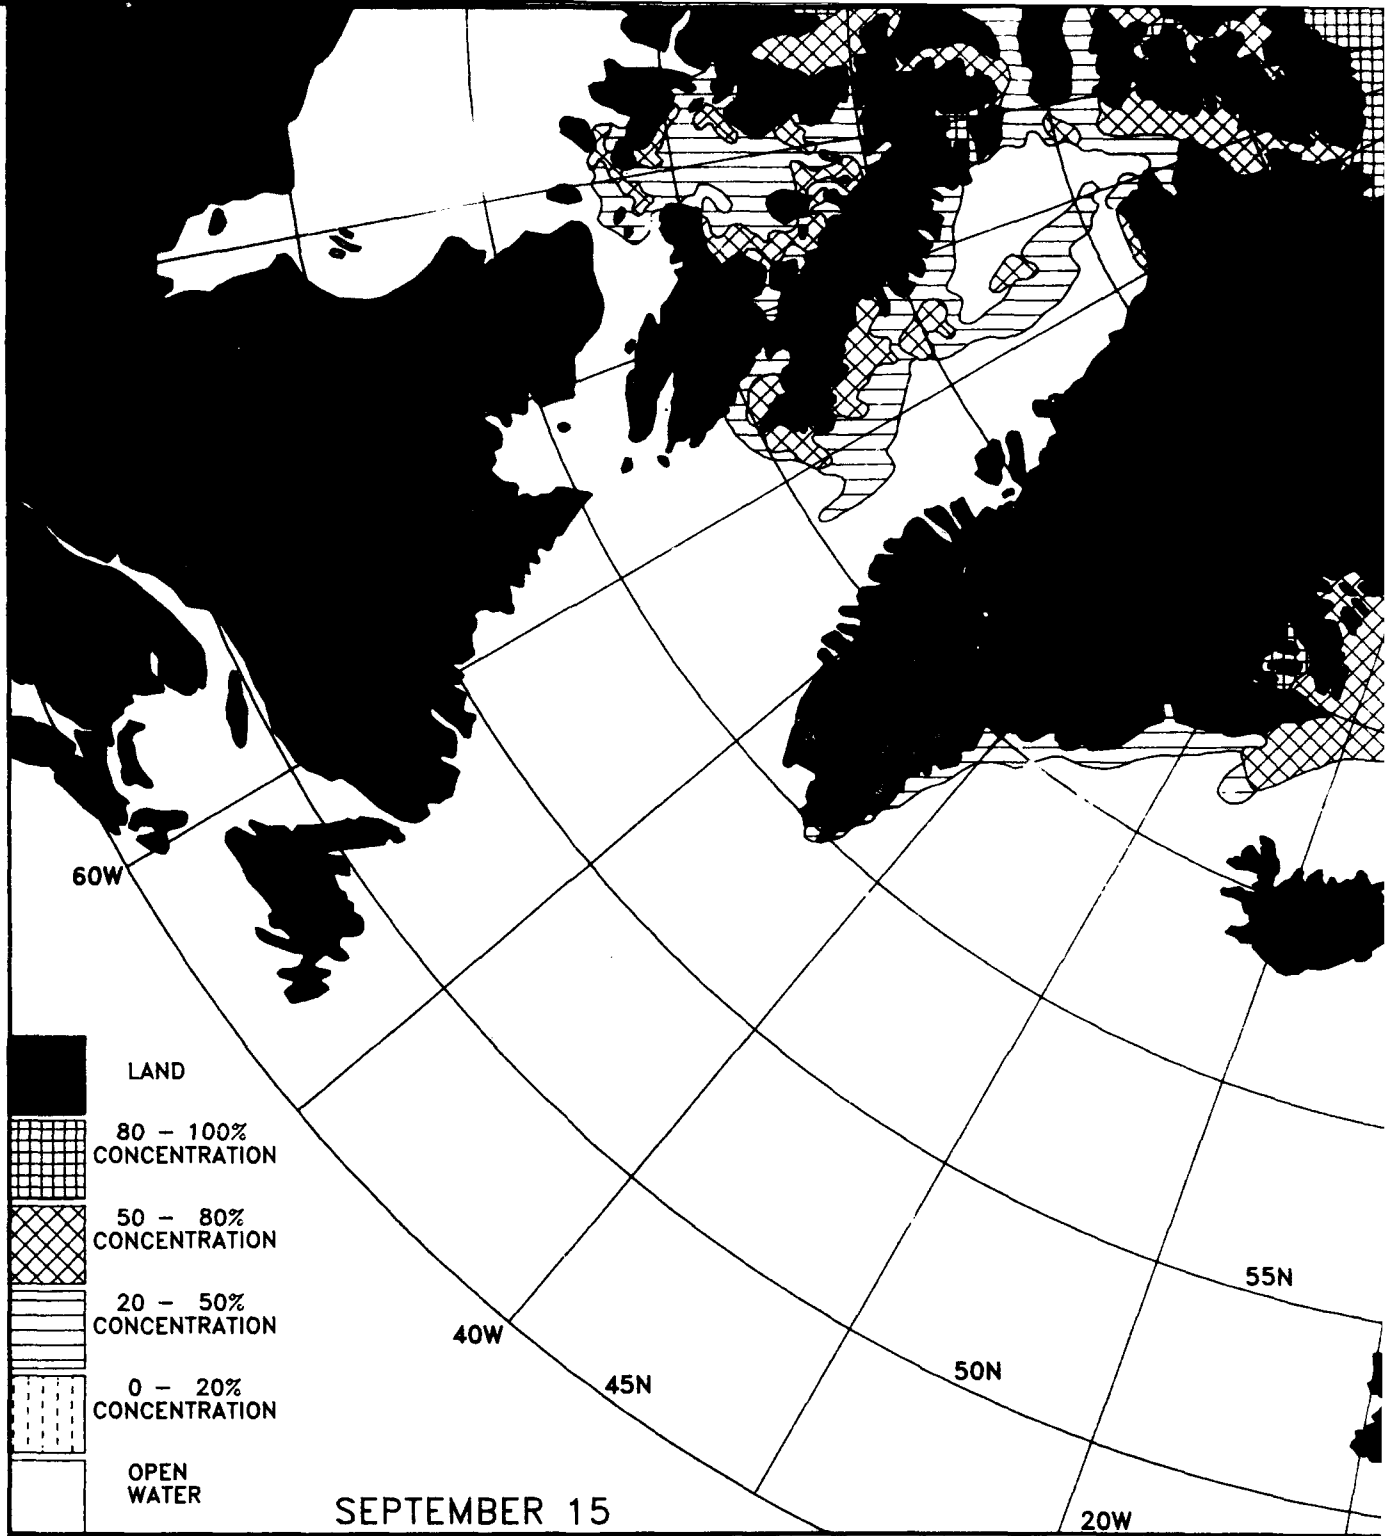 60W
LAND
80 - 100%
CONCENTRATION
50 - 80%
CONCENTRATION
20 - 50%
CONCENTRATION
0 - 20%
CONCENTRATION
OPEN
WATER
55N
50N
40W
45N
20W
SEPTEMBER 15